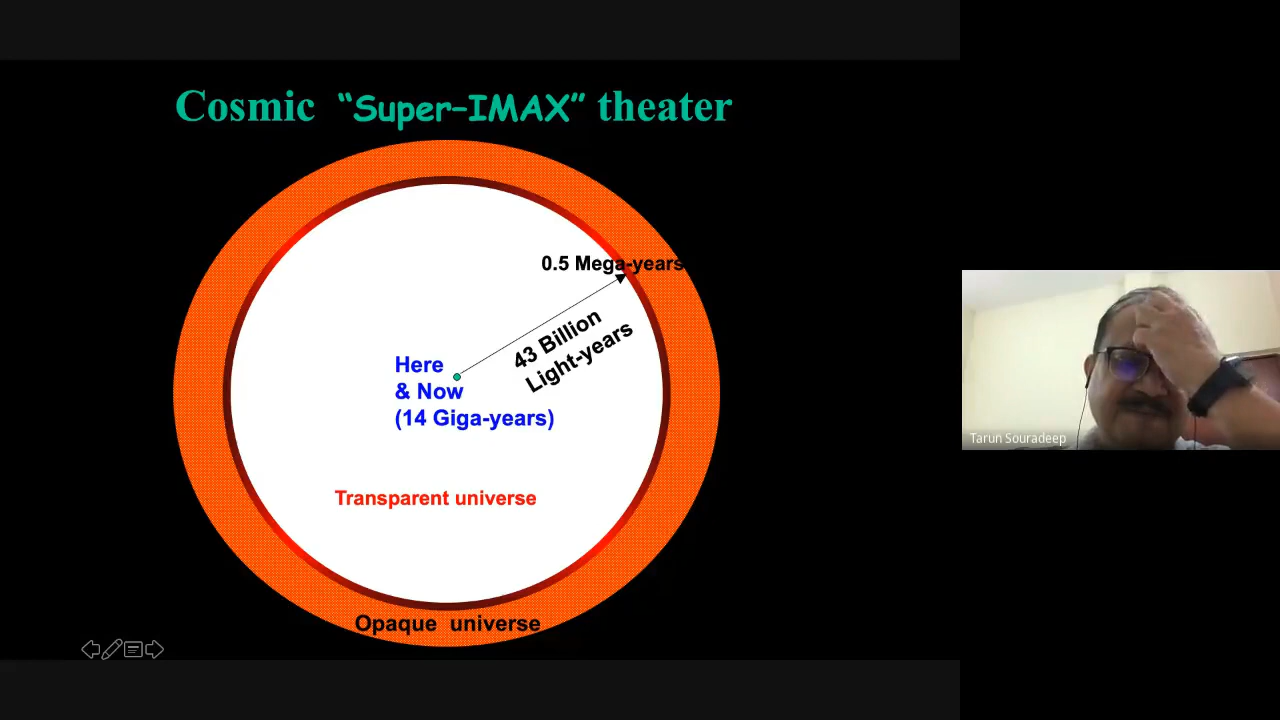 Cosmic “Super-IMAX” theater
0.5 Mega-years
43 Billion
Light-years
Here
& Now
(14 Giga-years)
Transparent universe
Opaque universe
Tarun Souradeep